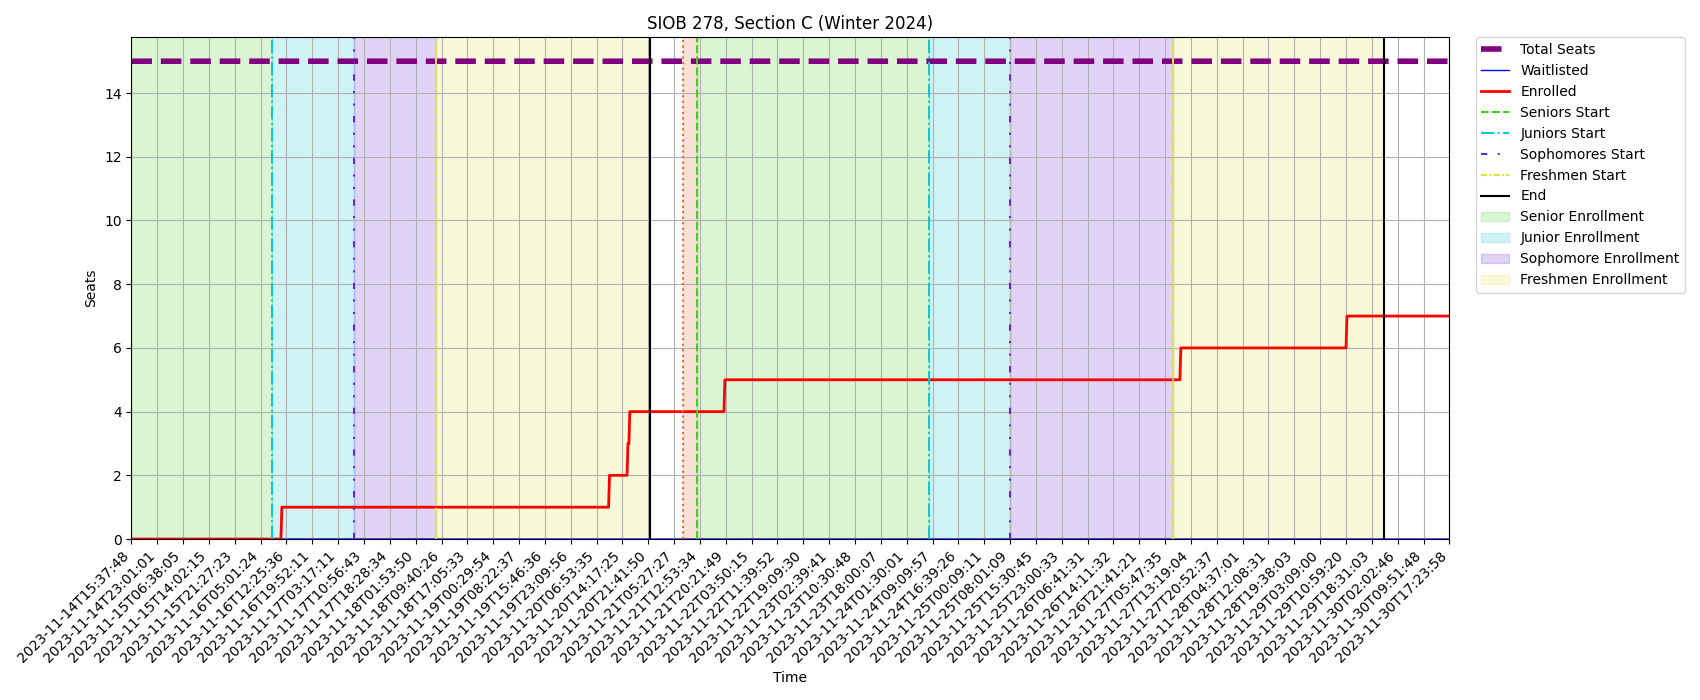 SIOB 278, Section C (Winter 2024)
Total Seats
Waitlisted
Enrolled
Seniors Start
Juniors Start
Sophomores Start
Freshmen Start
End
Senior Enrollment
Junior Enrollment
Sophomore Enrollment
Freshmen Enrollment
Seats
14
12
10
8
6
4
2
0
2023-11-14T15:37:48
2023-11-14T23:01:01
2023-11-15T06:38:05
2023-11-15T14:02:15
2023-11-15T21:27:23
2023-11-16T05:01:24
2023-11-16T12:25:36
2023-11-16T19:52:11
2023-11-17T03:17:11
2023-11-17T10:56:43
2023-11-17T18:28:34
2023-11-18T01:53:50
2023-11-18T09:40:26
2023-11-18T17:05:33
2023-11-19T00:29:54
2023-11-19T08:22:37
2023-11-19T15:46:36
2023-11-19T23:09:56
2023-11-20T06:53:35
2023-11-20T14:17:25
2023-11-20T21:41:50
2023-11-21T05:27:27
2023-11-21T12:53:34
2023-11-21T20:21:49
2023-11-22T03:50:15
2023-11-22T11:39:52
2023-11-22T19:09:30
2023-11-23T02:39:41
2023-11-23T10:30:48
2023-11-23T18:00:07
2023-11-24T01:30:01
2023-11-24T09:09:57
2023-11-24T16:39:26
2023-11-25T00:09:11
2023-11-25T08:01:09
2023-11-25T15:30:45
2023-11-25T23:00:33
2023-11-26T06:41:31
2023-11-26T14:11:32
2023-11-26T21:41:21
2023-11-27T05:47:35
2023-11-27T13:19:04
2023-11-27T20:52:37
2023-11-28T04:37:01
2023-11-28T12:08:31
2023-11-28T19:38:03
2023-11-29T03:09:00
2023-11-29T10:59:20
2023-11-29T18:31:03
2023-11-30T02:02:46
2023-11-30T09:51:48
2023-11-30T17:23:58
Time